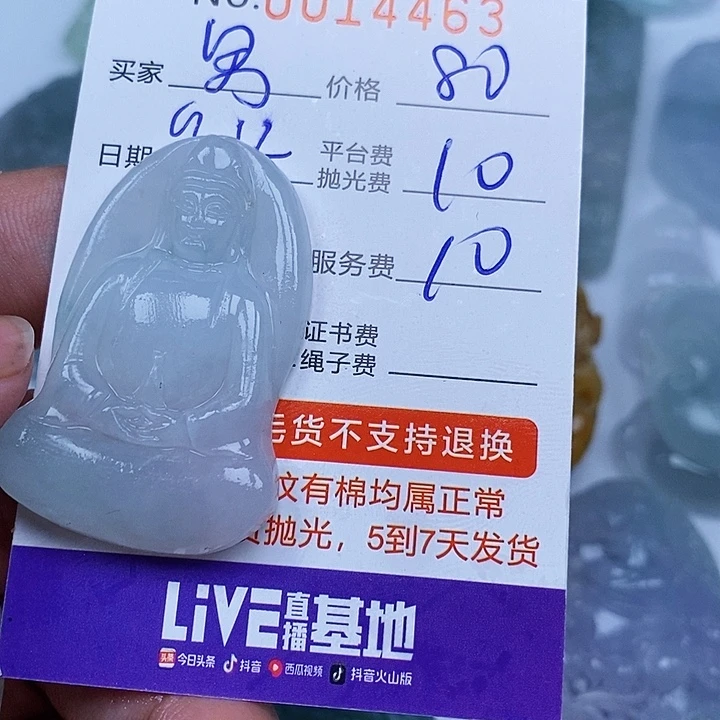 No.0014463
买家 男 价格 80
日期 平台费
抛光费 10
服务费 10
证书费
绳子费
毛货不支持退换
纹有棉均属正常
抛光，5到7天发货
LiVE直播基地
头条 今日头条 抖音 西瓜视频 抖音火山版